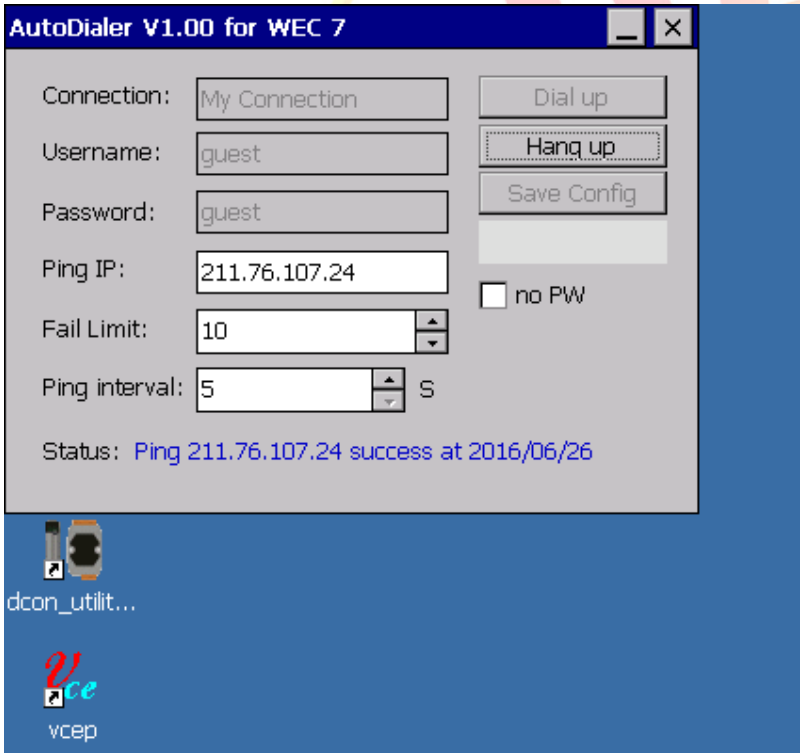 AutoDialer V1.00 for WEC 7
Connection: My Connection Dial up
Username: guest Hang up
Password: guest Save Config
Ping IP: 211.76.107.24
no PW
Fail Limit: 10
Ping interval: 5 S
Status: Ping 211.76.107.24 success at 2016/06/26
dcon_utilit...
Vce
vcep